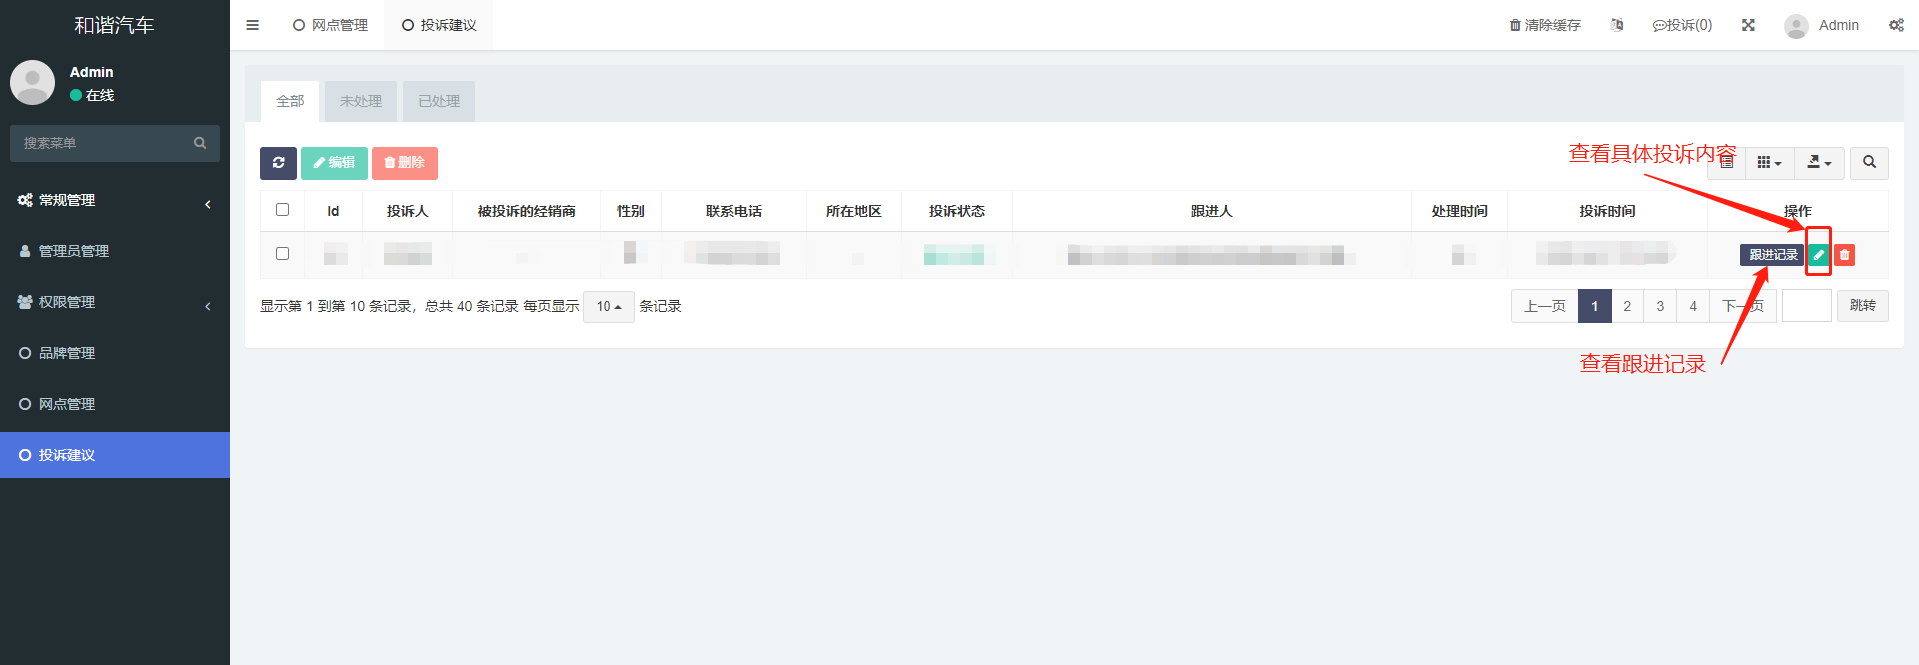 和谐汽车
网点管理
投诉建议
清除缓存
投诉(0)
Admin
Admin
在线
搜索菜单
常规管理
管理员管理
权限管理
品牌管理
网点管理
投诉建议
全部
未处理
已处理
编辑
删除
查看具体投诉内容
Id
投诉人
被投诉的经销商
性别
联系电话
所在地区
投诉状态
跟进人
处理时间
投诉时间
操作
跟进记录
显示第 1 到第 10 条记录，总共 40 条记录 每页显示 10 条记录
上一页
1
2
3
4
下一页
跳转
查看跟进记录